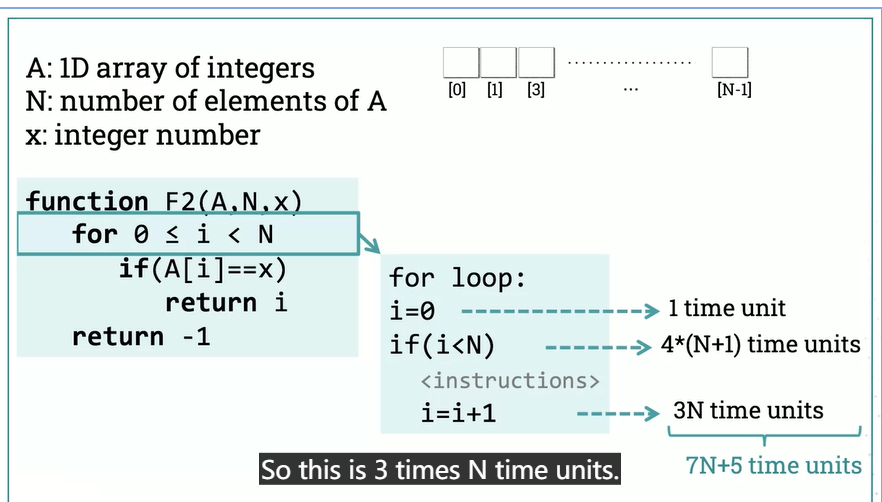 A: 1D array of integers
N: number of elements of A
x: integer number
[0] [1] [3] ... [N-1]
function F2(A,N,x)
for 0 ≤ i < N
if(A[i]==x)
return i
return -1
for loop:
i=0 1 time unit
if(i<N) 4*(N+1) time units
<instructions>
i=i+1 3N time units
7N+5 time units
So this is 3 times N time units.